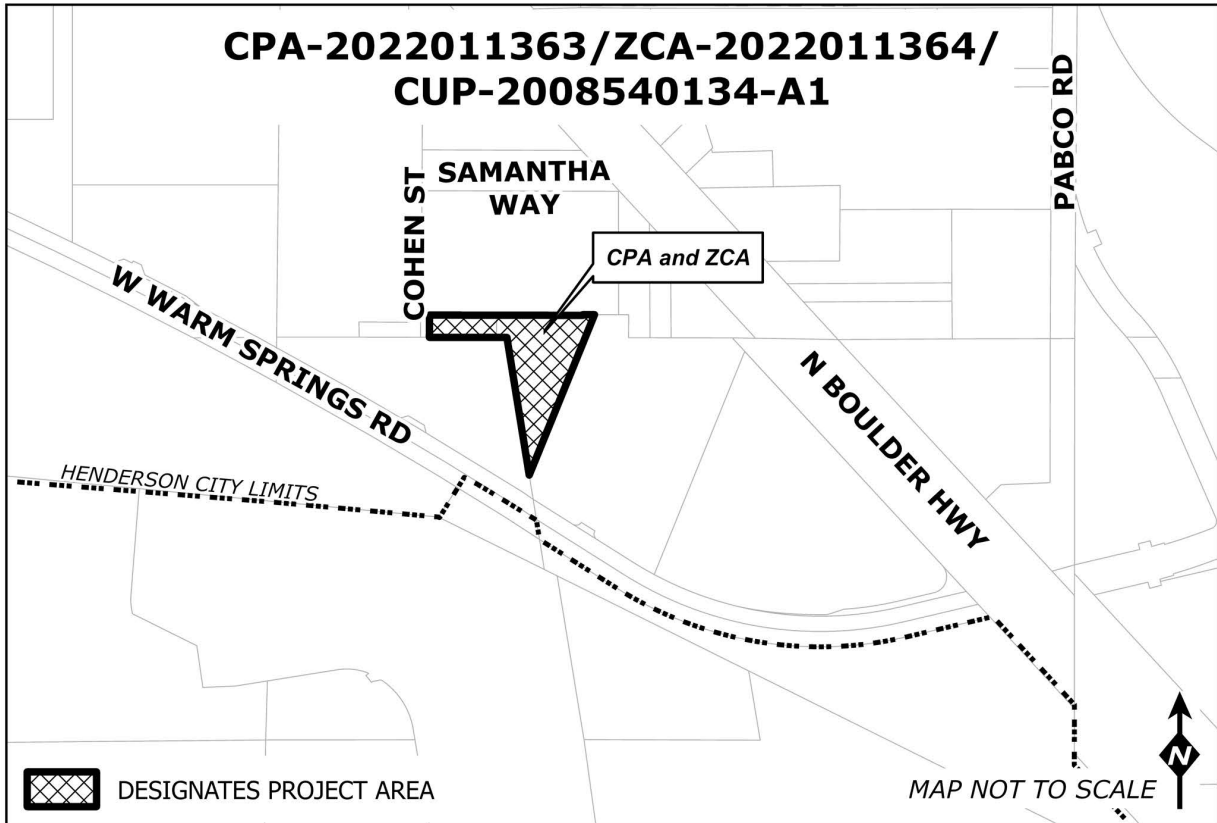 CPA-2022011363/ZCA-2022011364/
CUP-2008540134-A1
PABCO RD
COHEN ST
SAMANTHA
WAY
CPA and ZCA
W WARM SPRINGS RD
N BOULDER HWY
HENDERSON CITY LIMITS
DESIGNATES PROJECT AREA
MAP NOT TO SCALE
N